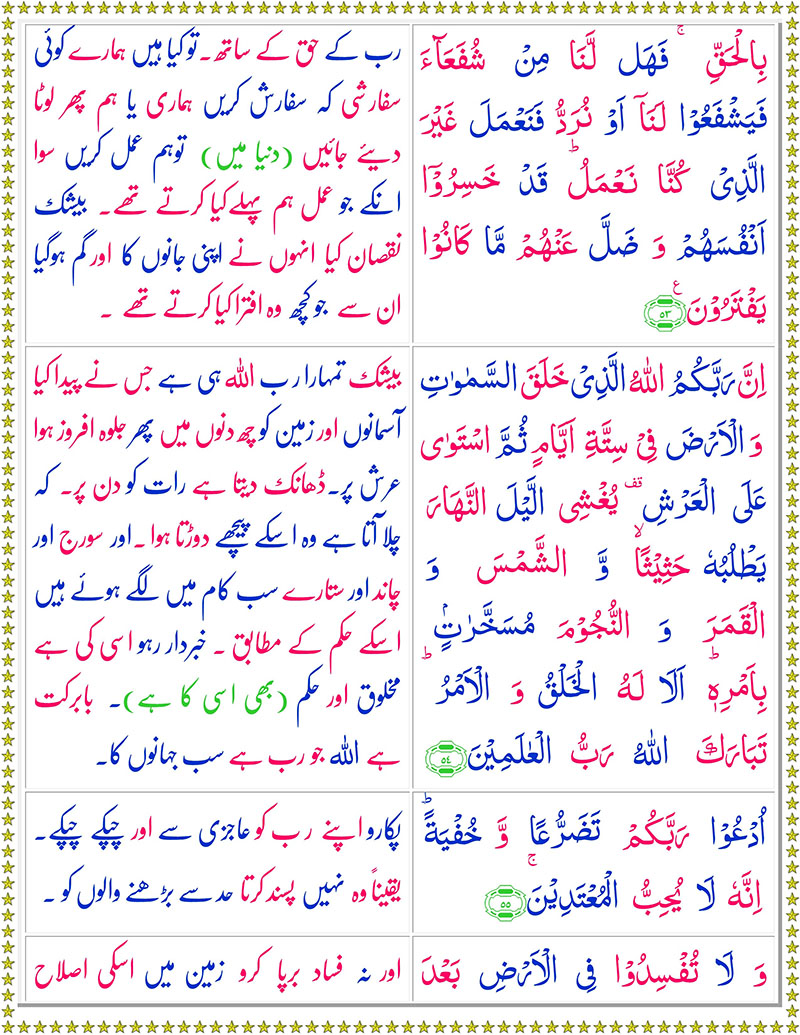 بِالْحَقِّ ۚ فَهَل لَّنَا مِنْ شُفَعَآءَ
فَيَشْفَعُوْا لَنَآ اَوْ نُرَدُّ فَنَعْمَلَ غَيْرَ
الَّذِیْ كُنَّا نَعْمَلُ ؕ قَدْ خَسِرُوْٓا
اَنْفُسَهُمْ وَ ضَلَّ عَنْهُمْ مَّا كَانُوْا
يَفْتَرُوْنَ ع ۵۳
رب کے حق کے ساتھ۔ تو کیا ہیں ہمارے کوئی
سفارشی کہ سفارش کریں ہماری یا ہم پھر لوٹا
دیئے جائیں (دنیا میں) توہم عمل کریں سوا
انکے جو عمل ہم پہلے کیا کرتے تھے۔ بیشک
نقصان کیا انہوں نے اپنی جانوں کا اور گم ہوگیا
ان سے جو کچھ وہ افترا کیا کرتے تھے ۔
اِنَّ رَبَّكُمُ اللّٰهُ الَّذِیْ خَلَقَ السَّمٰوٰتِ
وَ الْاَرْضَ فِیْ سِتَّةِ اَيَّامٍ ثُمَّ اسْتَوٰی
عَلَی الْعَرْشِ قف يُغْشِی الَّيْلَ النَّهَارَ
يَطْلُبُهٗ حَثِيْثًا ۙ وَّ الشَّمْسَ وَ
الْقَمَرَ وَ النُّجُوْمَ مُسَخَّرٰتٍۭ
بِاَمْرِهٖ ؕ اَلَا لَهُ الْخَلْقُ وَ الْاَمْرُ ؕ
تَبَارَكَ اللّٰهُ رَبُّ الْعٰلَمِيْنَ ۵۴
بیشک تمہارا رب اللہ ہی ہے جس نے پیدا کیا
آسمانوں اور زمین کو چھ دنوں میں پھر جلوہ افروز ہوا
عرش پر۔ ڈھانک دیتا ہے رات کو دن پر۔ کہ
چلا آتا ہے وہ اسکے پیچھے دوڑتا ہوا ۔اور سورج اور
چاند اور ستارے سب کام میں لگے ہوئے ہیں
اسکے حکم کے مطابق ۔ خبردار رہو اسی کی ہے
مخلوق اور حکم (بھی اسی کا ہے)۔ بابرکت
ہے اللہ جو رب ہے سب جہانوں کا۔
اُدْعُوْا رَبَّكُمْ تَضَرُّعًا وَّ خُفْيَةً ؕ
اِنَّهٗ لَا يُحِبُّ الْمُعْتَدِيْنَ ۚ ۵۵
پکارو اپنے رب کو عاجزی سے اور چپکے چپکے۔
یقیناً وہ نہیں پسند کرتا حد سے بڑھنے والوں کو ۔
وَ لَا تُفْسِدُوْا فِی الْاَرْضِ بَعْدَ
اور نہ فساد برپا کرو زمین میں اسکی اصلاح